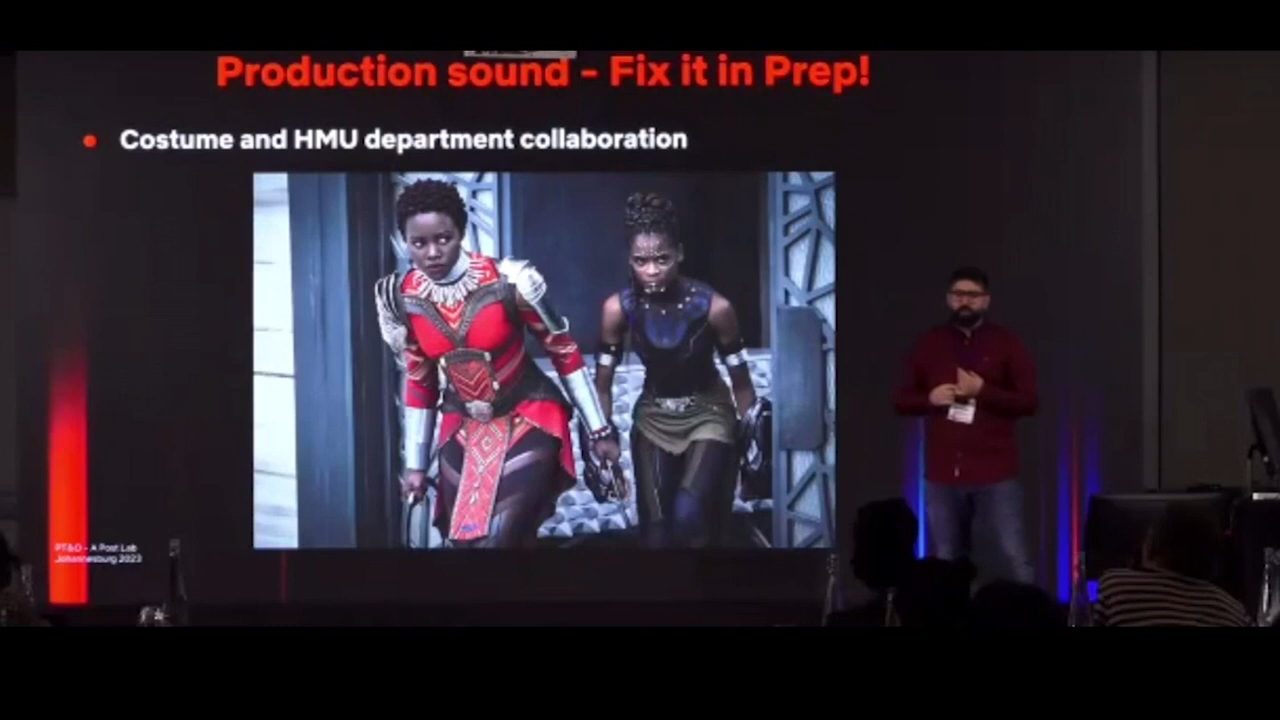 Production sound - Fix it in Prep!
Costume and HMU department collaboration
PT&O - A Post Lab
Johannesburg 2023